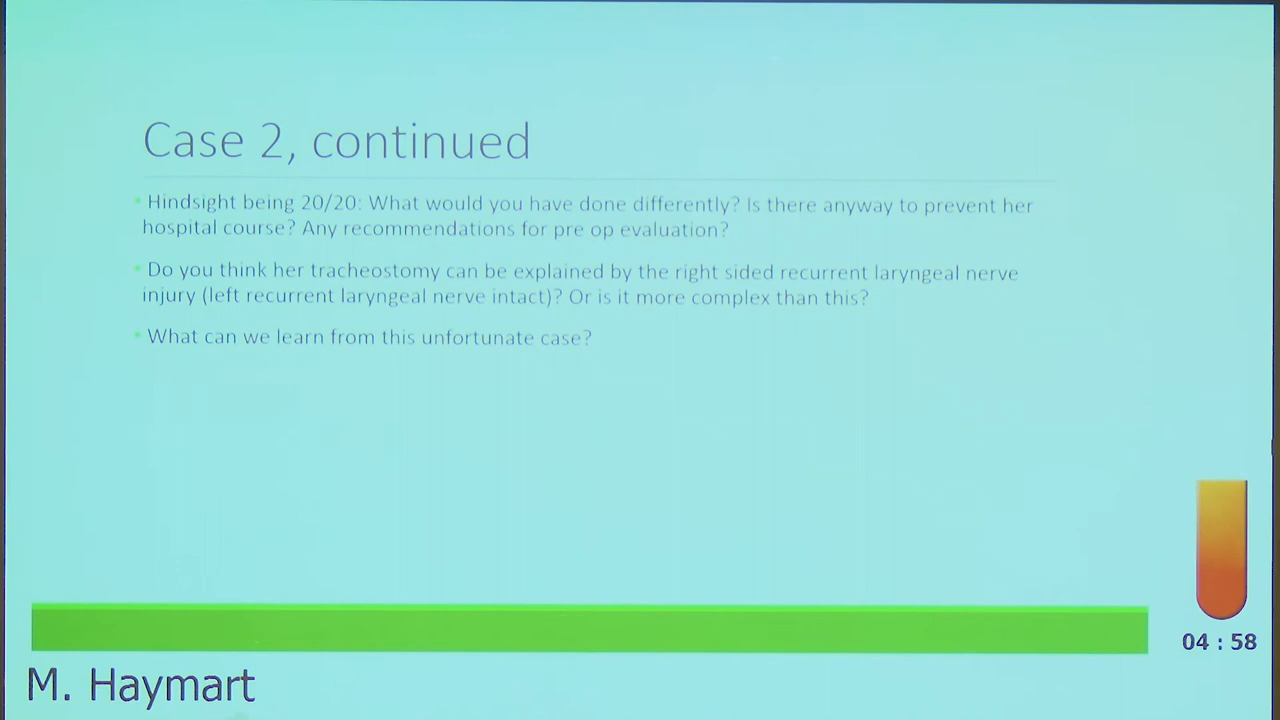 Case 2, continued
Hindsight being 20/20: What would you have done differently? Is there anyway to prevent her
hospital course? Any recommendations for pre op evaluation?
Do you think her tracheostomy can be explained by the right sided recurrent laryngeal nerve
injury (left recurrent laryngeal nerve intact)? Or is it more complex than this?
What can we learn from this unfortunate case?
04 : 58
M. Haymart